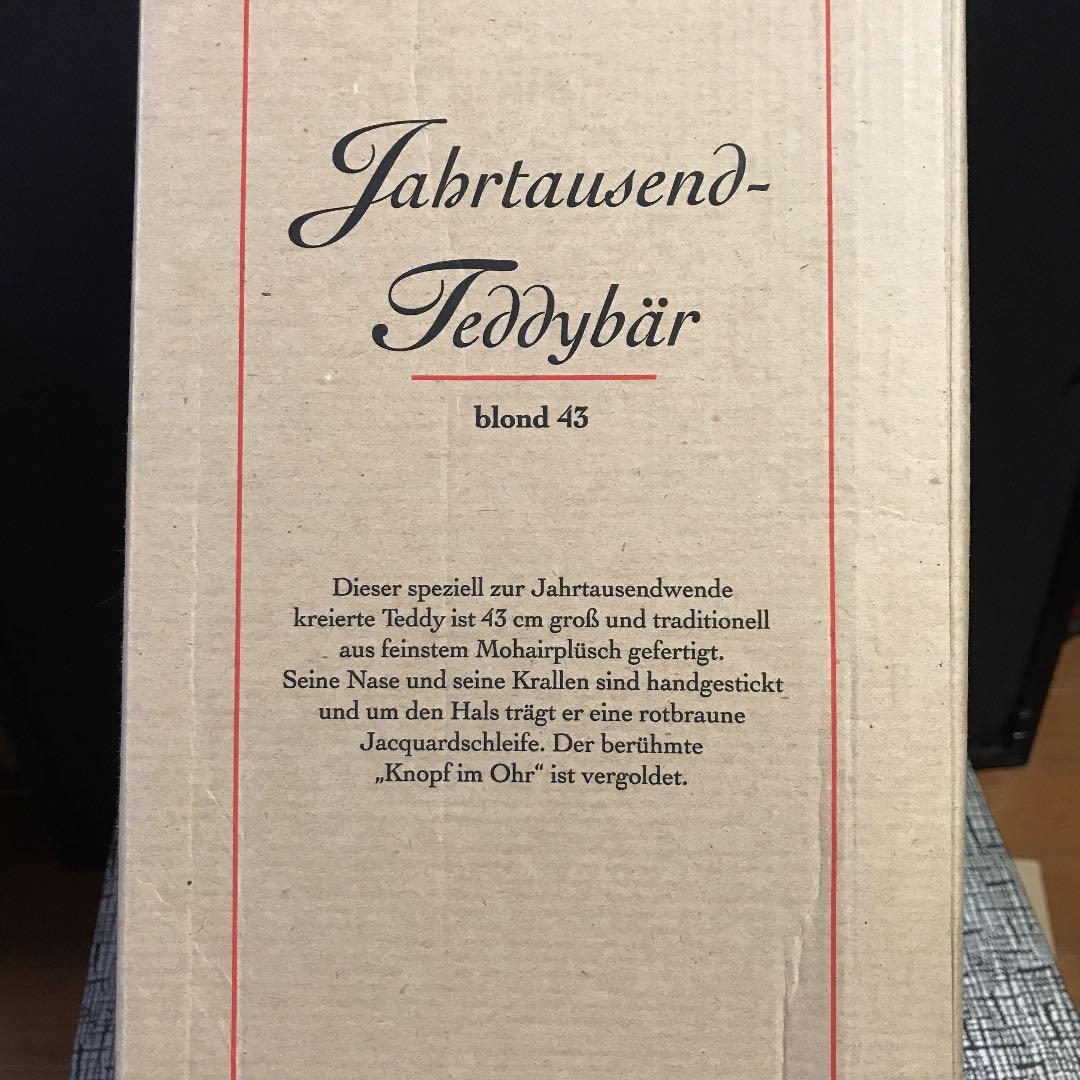 Jahrtausend-
Teddybär
blond 43
Dieser speziell zur Jahrtausendwende
kreierte Teddy ist 43 cm groß und traditionell
aus feinstem Mohairplüsch gefertigt.
Seine Nase und seine Krallen sind handgestickt
und um den Hals trägt er eine rotbraune
Jacquardschleife. Der berühmte
„Knopf im Ohr“ ist vergoldet.